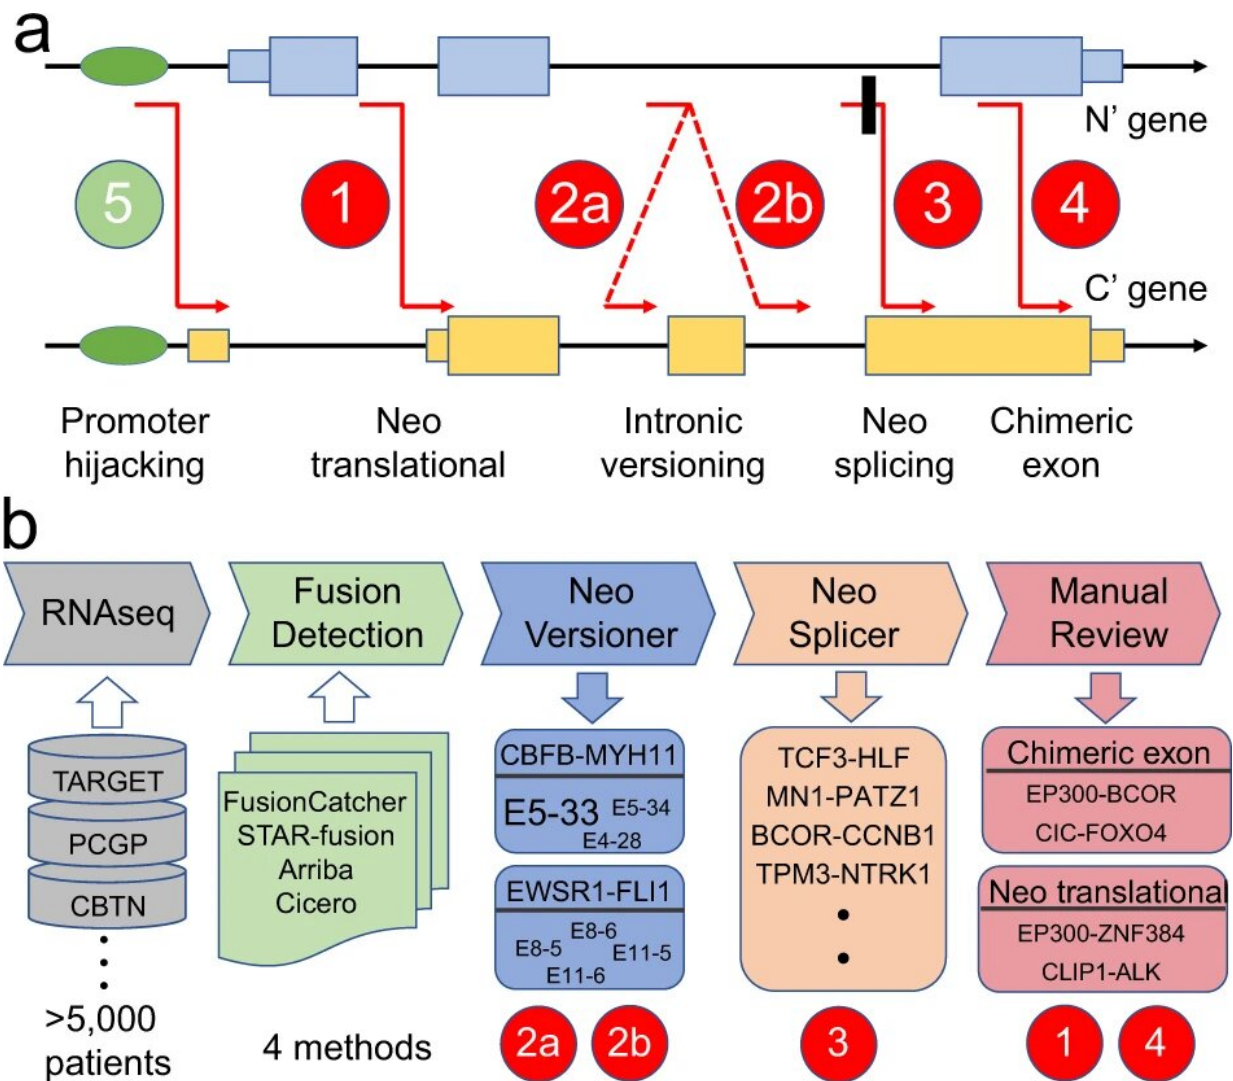 a
N' gene
5
1
2a
2b
3
4
C' gene
Promoter
hijacking
Neo
translational
Intronic
versioning
Neo
splicing
Chimeric
exon
b
RNAseq
Fusion
Detection
Neo
Versioner
Neo
Splicer
Manual
Review
TARGET
PCGP
CBTN
>5,000
patients
FusionCatcher
STAR-fusion
Arriba
Cicero
4 methods
CBFB-MYH11
E5-33 E5-34
E4-28
EWSR1-FLI1
E8-6
E8-5 E11-5
E11-6
2a 2b
TCF3-HLF
MN1-PATZ1
BCOR-CCNB1
TPM3-NTRK1
3
Chimeric exon
EP300-BCOR
CIC-FOXO4
Neo translational
EP300-ZNF384
CLIP1-ALK
1 4